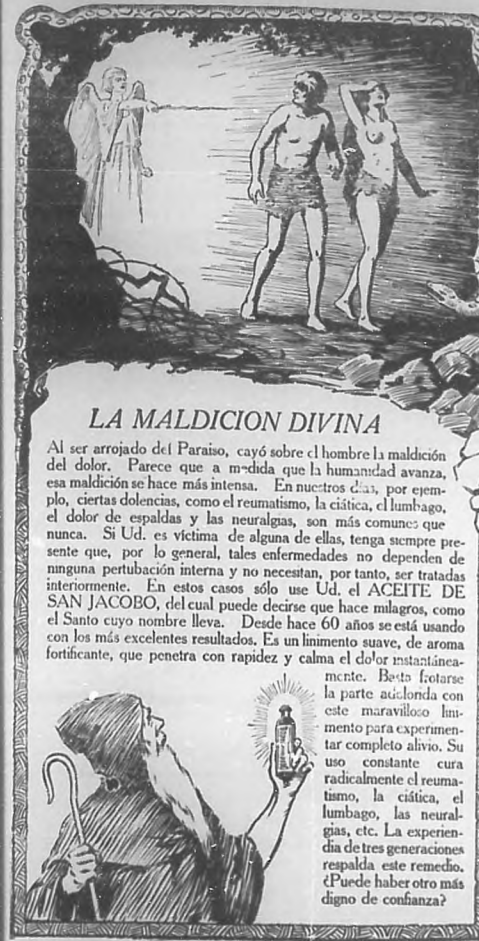 LA MALDICION DIVINA
Al ser arrojado del Paraiso, cayó sobre el hombre la maldición
del dolor. Parece que a medida que la humanidad avanza,
esa maldición se hace más intensa. En nuestros días, por ejem-
plo, ciertas dolencias, como el reumatismo, la ciática, el lumbago,
el dolor de espaldas y las neuralgias, son más comunes que
nunca. Si Ud. es víctima de alguna de ellas, tenga siempre pre-
sente que, por lo general, tales enfermedades no dependen de
ninguna pertubación interna y no necesitan, por tanto, ser tratadas
interiormente. En estos casos sólo use Ud. el ACEITE DE
SAN JACOBO, del cual puede decirse que hace milagros, como
el Santo cuyo nombre lleva. Desde hace 60 años se está usando
con los más excelentes resultados. Es un linimento suave, de aroma
fortificante, que penetra con rapidez y calma el dolor instantánea-
mente. Basta frotarse
la parte adolorida con
este maravilloso lini-
mento para experimen-
tar completo alivio. Su
uso constante cura
radicalmente el reuma-
tismo, la ciática, el
lumbago, las neural-
gias, etc. La experien-
dia de tres generaciones
respalda este remedio.
¿Puede haber otro más
digno de confianza?